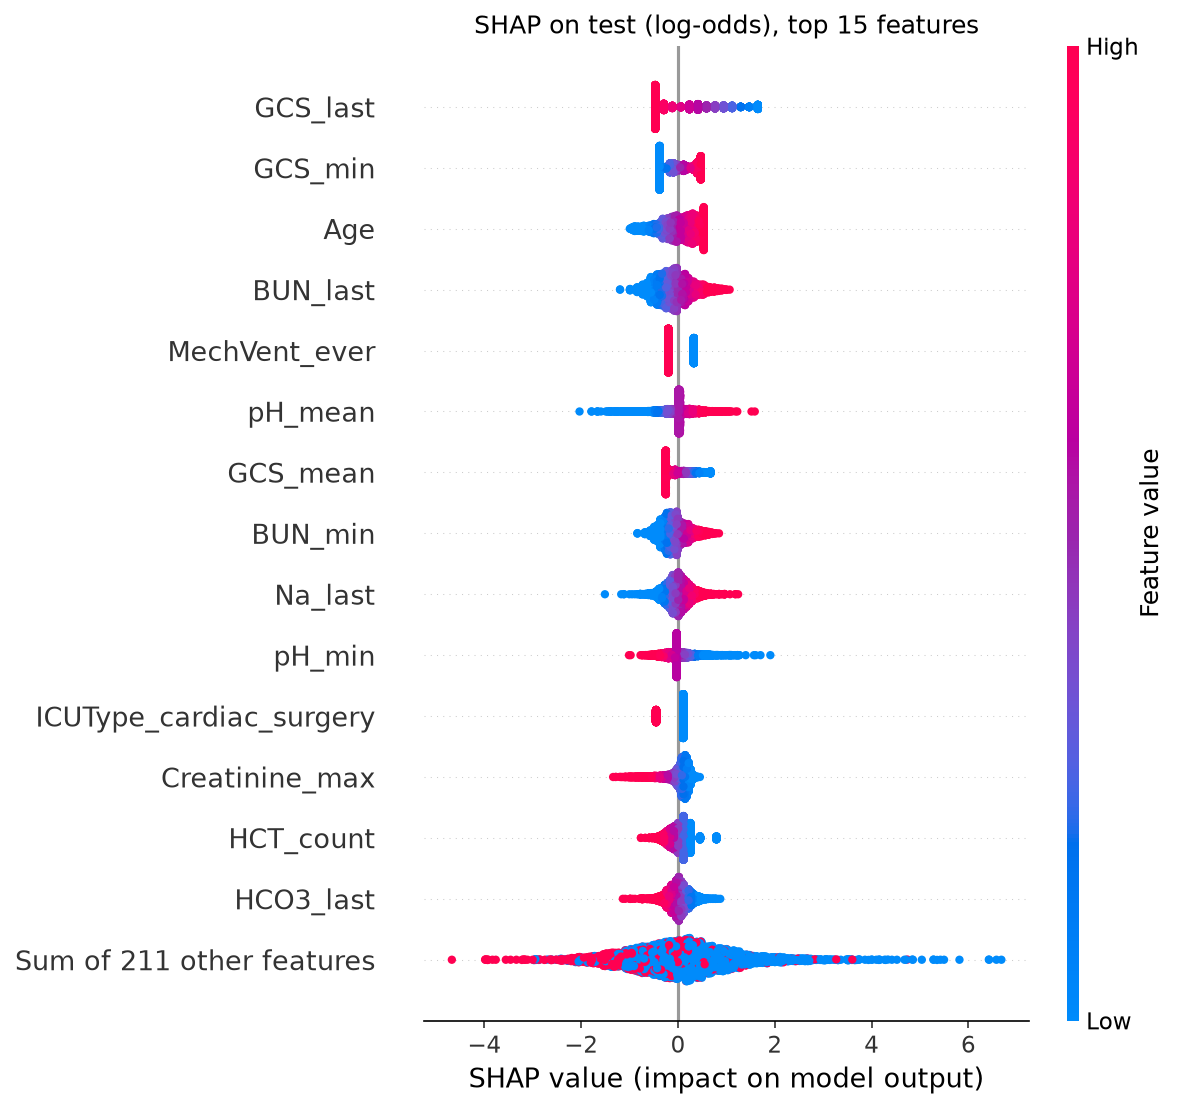 SHAP on test (log-odds), top 15 features
High
GCS_last
GCS_min
Age
BUN_last
MechVent_ever
pH_mean
GCS_mean
BUN_min
Na_last
pH_min
ICUType_cardiac_surgery
Creatinine_max
HCT_count
HCO3_last
Sum of 211 other features
Feature value
Low
−4 −2 0 2 4 6
SHAP value (impact on model output)